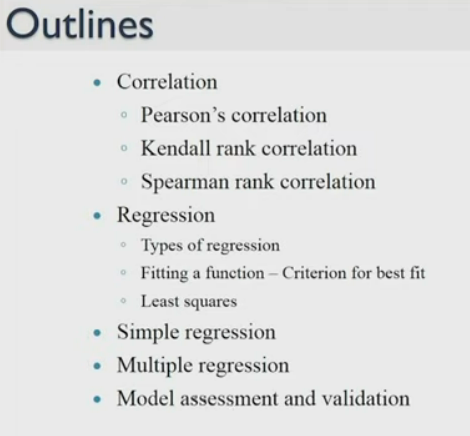 Outlines
• Correlation
◦ Pearson's correlation
◦ Kendall rank correlation
◦ Spearman rank correlation
• Regression
◦ Types of regression
◦ Fitting a function – Criterion for best fit
◦ Least squares
• Simple regression
• Multiple regression
• Model assessment and validation